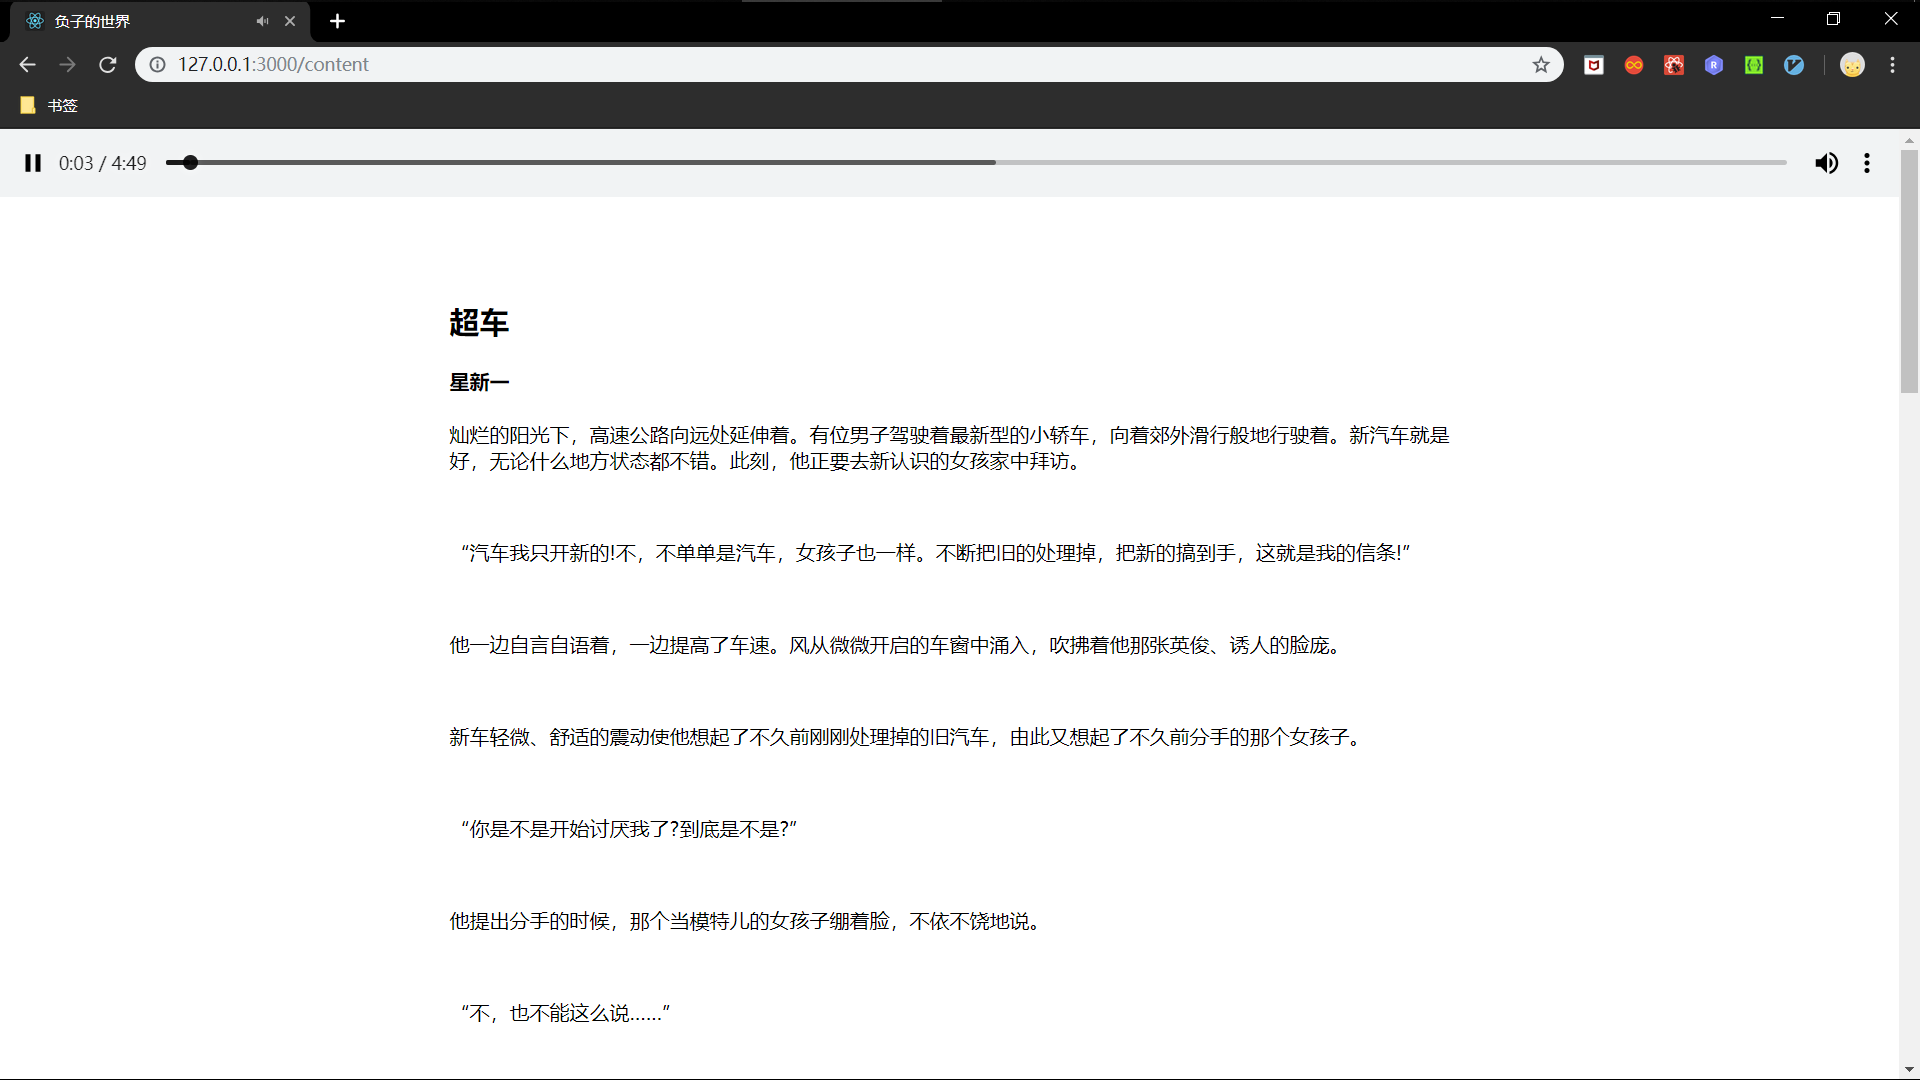 负子的世界
127.0.0.1:3000/content
书签
0:03 / 4:49
超车
星新一
灿烂的阳光下，高速公路向远处延伸着。有位男子驾驶着最新型的小轿车，向着郊外滑行般地行驶着。新汽车就是
好，无论什么地方状态都不错。此刻，他正要去新认识的女孩家中拜访。
“汽车我只开新的!不，不单单是汽车，女孩子也一样。不断把旧的处理掉，把新的搞到手，这就是我的信条!”
他一边自言自语着，一边提高了车速。风从微微开启的车窗中涌入，吹拂着他那张英俊、诱人的脸庞。
新车轻微、舒适的震动使他想起了不久前刚刚处理掉的旧汽车，由此又想起了不久前分手的那个女孩子。
“你是不是开始讨厌我了?到底是不是?”
他提出分手的时候，那个当模特儿的女孩子绷着脸，不依不饶地说。
“不，也不能这么说……”